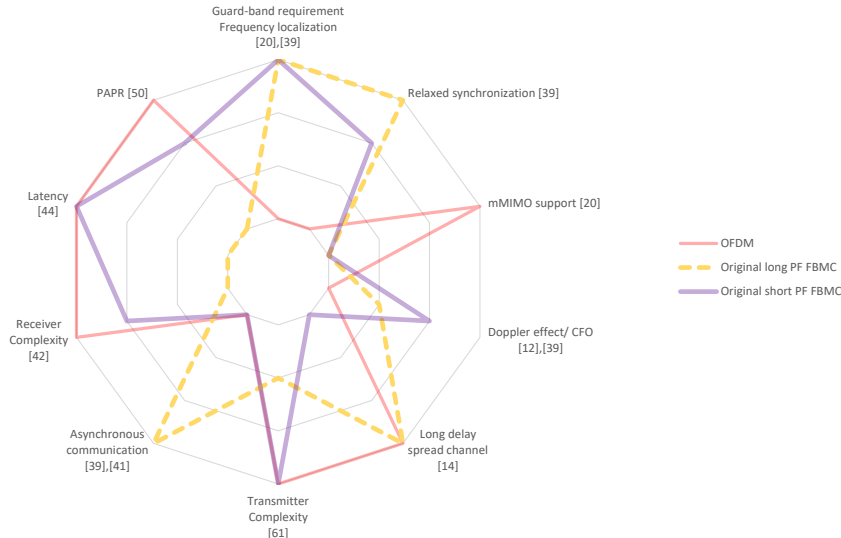 Guard-band requirement
Frequency localization
[20],[39]
PAPR [50]
Relaxed synchronization [39]
Latency
[44]
mMIMO support [20]
OFDM
Original long PF FBMC
Original short PF FBMC
Receiver
Complexity
[42]
Doppler effect/ CFO
[12],[39]
Asynchronous
communication
[39],[41]
Long delay
spread channel
[14]
Transmitter
Complexity
[61]